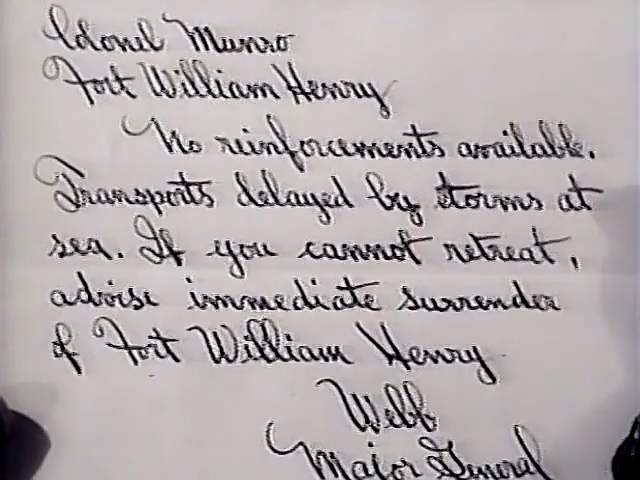 Colonel Munro
Fort William Henry
No reinforcements available.
Transports delayed by storms at
sea. If you cannot retreat,
advise immediate surrender
of Fort William Henry
Webb
Major General